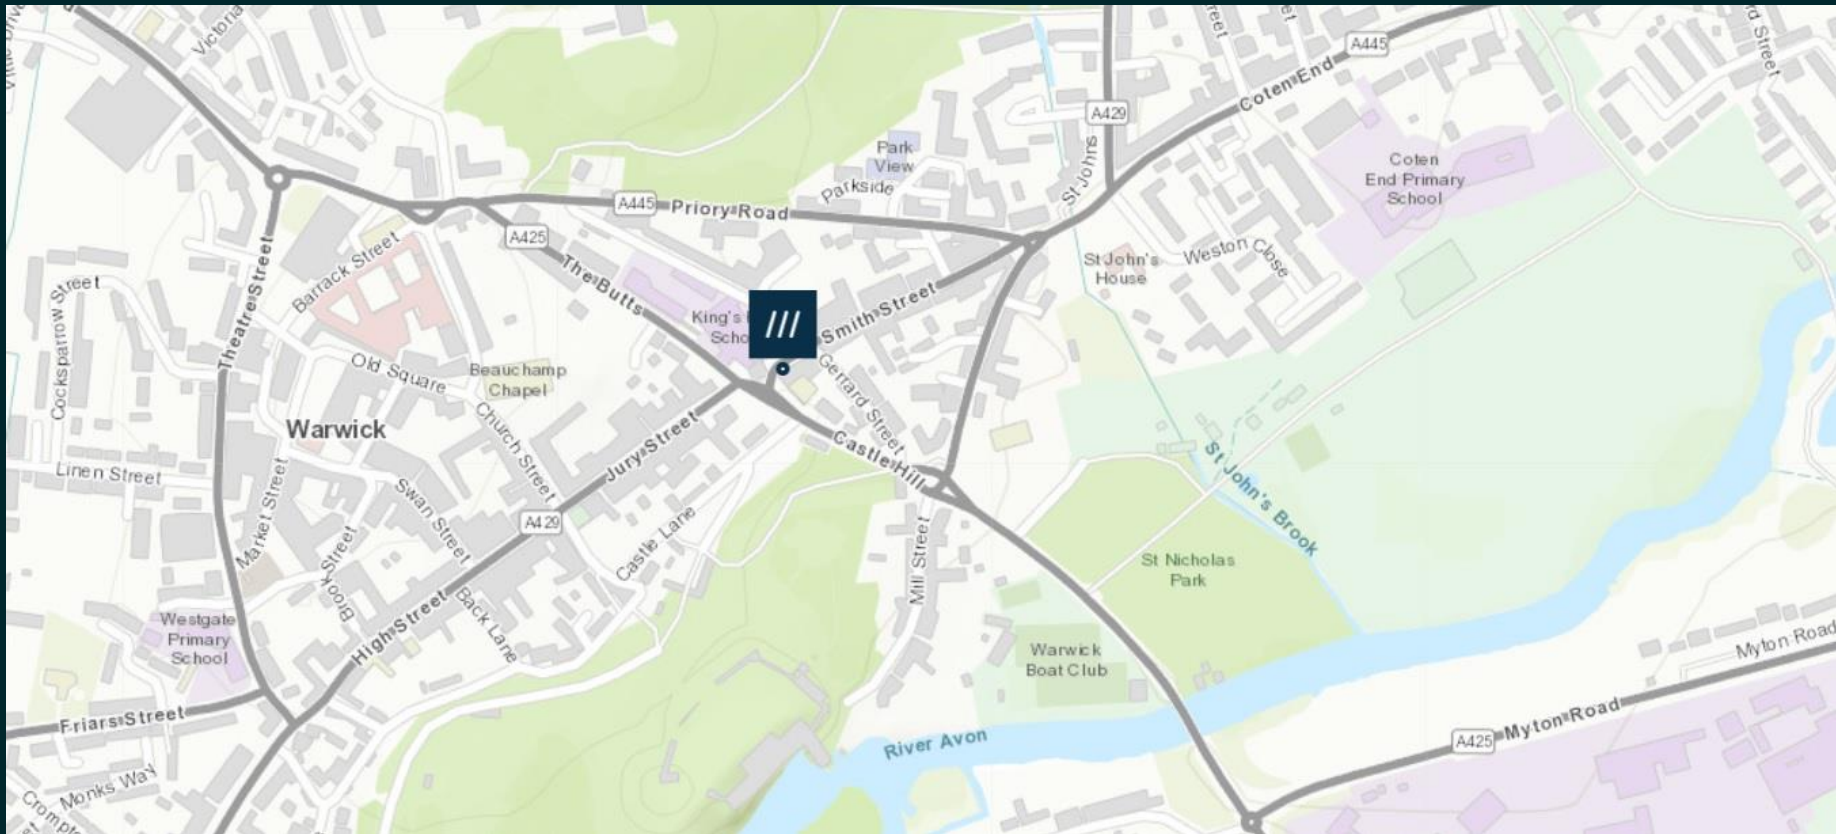 Victoria
A445
Coten End
A429
St Johns
Park
View
Parkside
Coten
End Primary
School
A445
Priory Road
A425
The Butts
Barrack Street
Theatre Street
Cocksparrow Street
St John's
House
Weston Close
King's
///
Smith Street
Old Square
Beauchamp
Chapel
Gerrard Street
Warwick
Church Street
Jury Street
Castle Hill
St John's Brook
Linen Street
Market Street
Swan Street
A429
Castle Lane
Mill Street
St Nicholas
Park
Brook Street
Back Lane
High Street
Westgate
Primary
School
Warwick
Boat Club
Myton Road
Friars Street
River Avon
A425
Myton Road
Monks Way